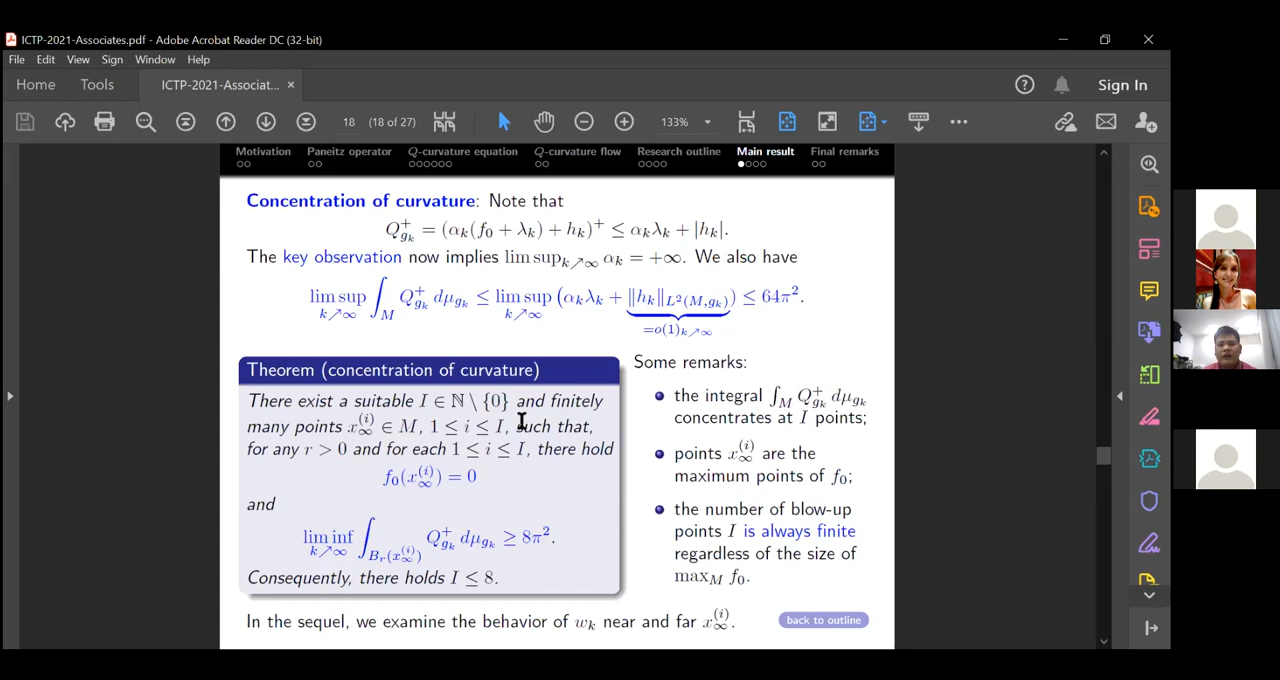 ICTP-2021-Associates.pdf - Adobe Acrobat Reader DC (32-bit)
File Edit View Sign Window Help
Home Tools ICTP-2021-Associat... × Sign In
18 (18 of 27) 133%
Motivation Paneitz operator Q-curvature equation Q-curvature flow Research outline Main result Final remarks
Concentration of curvature: Note that
Q⁺_{g_k} = (α_k(f_0 + λ_k) + h_k)⁺ ≤ α_kλ_k + |h_k|.
The key observation now implies lim sup_{k↗∞} α_k = +∞. We also have
lim sup_{k↗∞} ∫_M Q⁺_{g_k} dμ_{g_k} ≤ lim sup_{k↗∞} (α_kλ_k + ‖h_k‖_{L²(M,g_k)}) ≤ 64π².
=o(1)_{k↗∞}
Theorem (concentration of curvature)
There exist a suitable I ∈ ℕ \ {0} and finitely
many points x_∞^{(i)} ∈ M, 1 ≤ i ≤ I, such that,
for any r > 0 and for each 1 ≤ i ≤ I, there hold
f_0(x_∞^{(i)}) = 0
and
lim inf_{k↗∞} ∫_{B_r(x_∞^{(i)})} Q⁺_{g_k} dμ_{g_k} ≥ 8π².
Consequently, there holds I ≤ 8.
Some remarks:
the integral ∫_M Q⁺_{g_k} dμ_{g_k}
concentrates at I points;
points x_∞^{(i)} are the
maximum points of f_0;
the number of blow-up
points I is always finite
regardless of the size of
max_M f_0.
In the sequel, we examine the behavior of w_k near and far x_∞^{(i)}.
back to outline